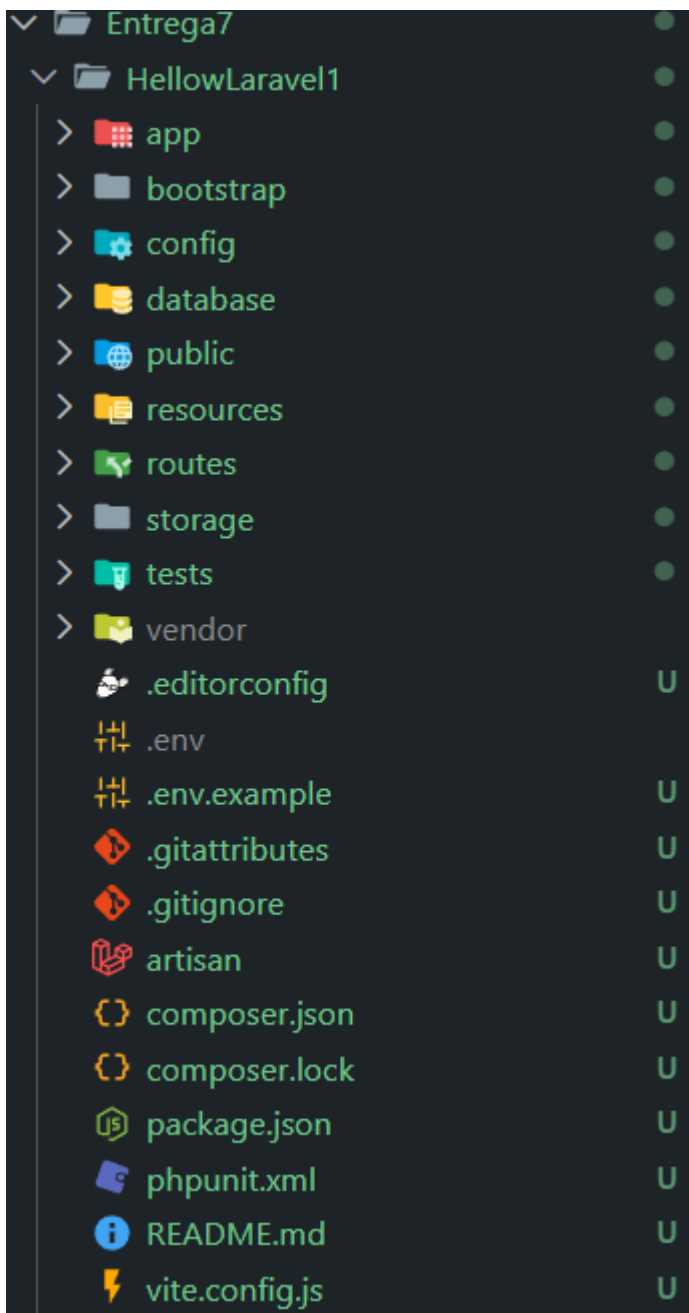 Entrega7
HellowLaravel1
app
bootstrap
config
database
public
resources
routes
storage
tests
vendor
.editorconfig U
.env
.env.example U
.gitattributes U
.gitignore U
artisan U
composer.json U
composer.lock U
package.json U
phpunit.xml U
README.md U
vite.config.js U